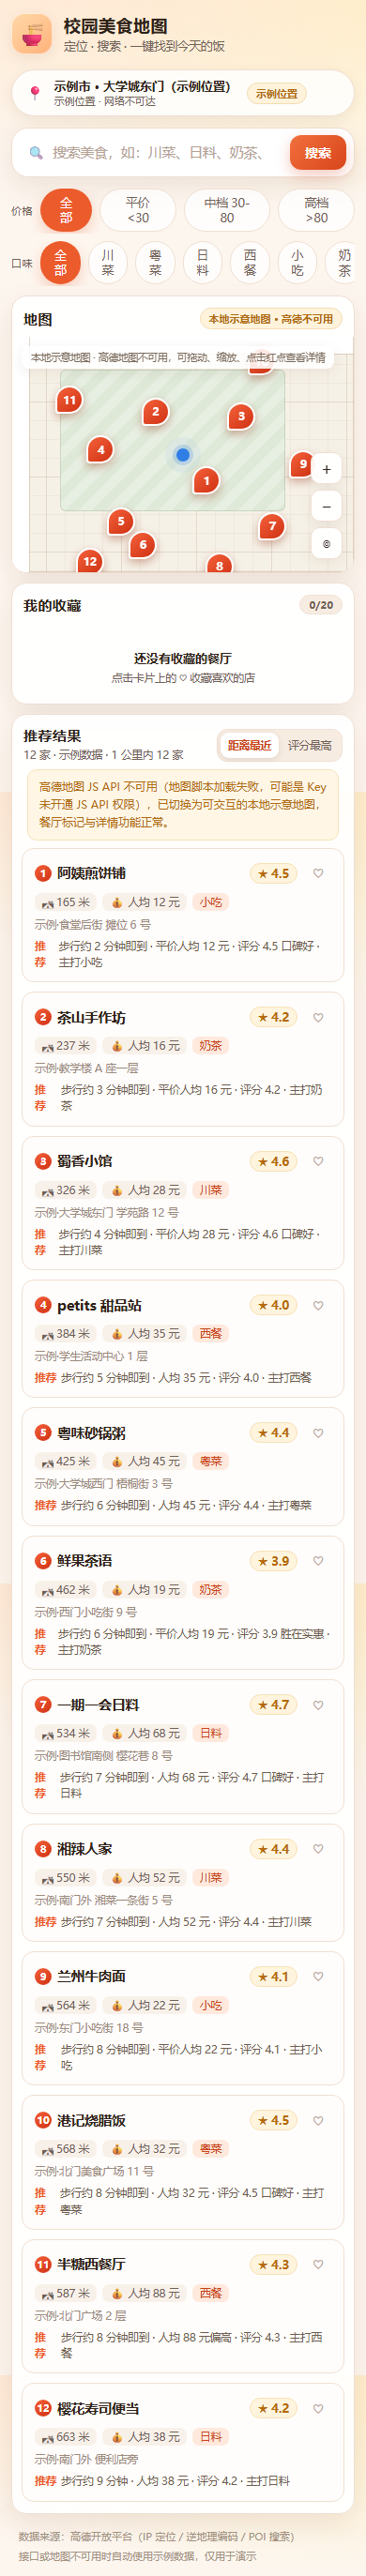 校园美食地图
定位 · 搜索 · 一键找到今天的饭
示例市 · 大学城东门（示例位置）
示例位置 · 网络不可达
示例位置
搜索美食，如：川菜、日料、奶茶、
搜索
价格
全部
平价 <30
中档 30-80
高档 >80
口味
全部
川菜
粤菜
日料
西餐
小吃
奶茶
地图
本地示意地图 · 高德不可用
本地示意地图 · 高德地图不可用，可拖动、缩放、点击红点查看详情
11
2
3
4
9
1
+
5
7
−
6
12
8
我的收藏
0/20
还没有收藏的餐厅
点击卡片上的 ♡ 收藏喜欢的店
推荐结果
12 家 · 示例数据 · 1 公里内 12 家
距离最近
评分最高
高德地图 JS API 不可用（地图脚本加载失败，可能是 Key
未开通 JS API 权限），已切换为可交互的本地示意地图，
餐厅标记与详情功能正常。
1 阿姨煎饼铺 ★ 4.5
165 米 人均 12 元 小吃
示例·食堂后街 摊位 6 号
推荐 步行约 2 分钟即到 · 平价人均 12 元 · 评分 4.5 口碑好 ·
主打小吃
2 茶山手作坊 ★ 4.2
237 米 人均 16 元 奶茶
示例·教学楼 A 座一层
推荐 步行约 3 分钟即到 · 平价人均 16 元 · 评分 4.2 · 主打奶
茶
3 蜀香小馆 ★ 4.6
326 米 人均 28 元 川菜
示例·大学城东门 学苑路 12 号
推荐 步行约 4 分钟即到 · 平价人均 28 元 · 评分 4.6 口碑好 ·
主打川菜
4 petits 甜品站 ★ 4.0
384 米 人均 35 元 西餐
示例·学生活动中心 1 层
推荐 步行约 5 分钟即到 · 人均 35 元 · 评分 4.0 · 主打西餐
5 粤味砂锅粥 ★ 4.4
425 米 人均 45 元 粤菜
示例·大学城西门 梧桐街 3 号
推荐 步行约 6 分钟即到 · 人均 45 元 · 评分 4.4 · 主打粤菜
6 鲜果茶语 ★ 3.9
462 米 人均 19 元 奶茶
示例·西门小吃街 9 号
推荐 步行约 6 分钟即到 · 平价人均 19 元 · 评分 3.9 胜在实惠 ·
主打奶茶
7 一期一会日料 ★ 4.7
534 米 人均 68 元 日料
示例·图书馆南侧 樱花巷 8 号
推荐 步行约 7 分钟即到 · 人均 68 元 · 评分 4.7 口碑好 · 主打
日料
8 湘辣人家 ★ 4.4
550 米 人均 52 元 川菜
示例·南门外 湘菜一条街 5 号
推荐 步行约 7 分钟即到 · 人均 52 元 · 评分 4.4 · 主打川菜
9 兰州牛肉面 ★ 4.1
564 米 人均 22 元 小吃
示例·东门小吃街 18 号
推荐 步行约 8 分钟即到 · 平价人均 22 元 · 评分 4.1 · 主打小
吃
10 港记烧腊饭 ★ 4.5
568 米 人均 32 元 粤菜
示例·北门美食广场 11 号
推荐 步行约 8 分钟即到 · 人均 32 元 · 评分 4.5 口碑好 · 主打
粤菜
11 半糖西餐厅 ★ 4.3
587 米 人均 88 元 西餐
示例·北门广场 2 层
推荐 步行约 8 分钟即到 · 人均 88 元偏高 · 评分 4.3 · 主打西
餐
12 樱花寿司便当 ★ 4.2
663 米 人均 38 元 日料
示例·南门外 便利店旁
推荐 步行约 9 分钟 · 人均 38 元 · 评分 4.2 · 主打日料
数据来源：高德开放平台（IP 定位 / 逆地理编码 / POI 搜索）
接口或地图不可用时自动使用示例数据，仅用于演示